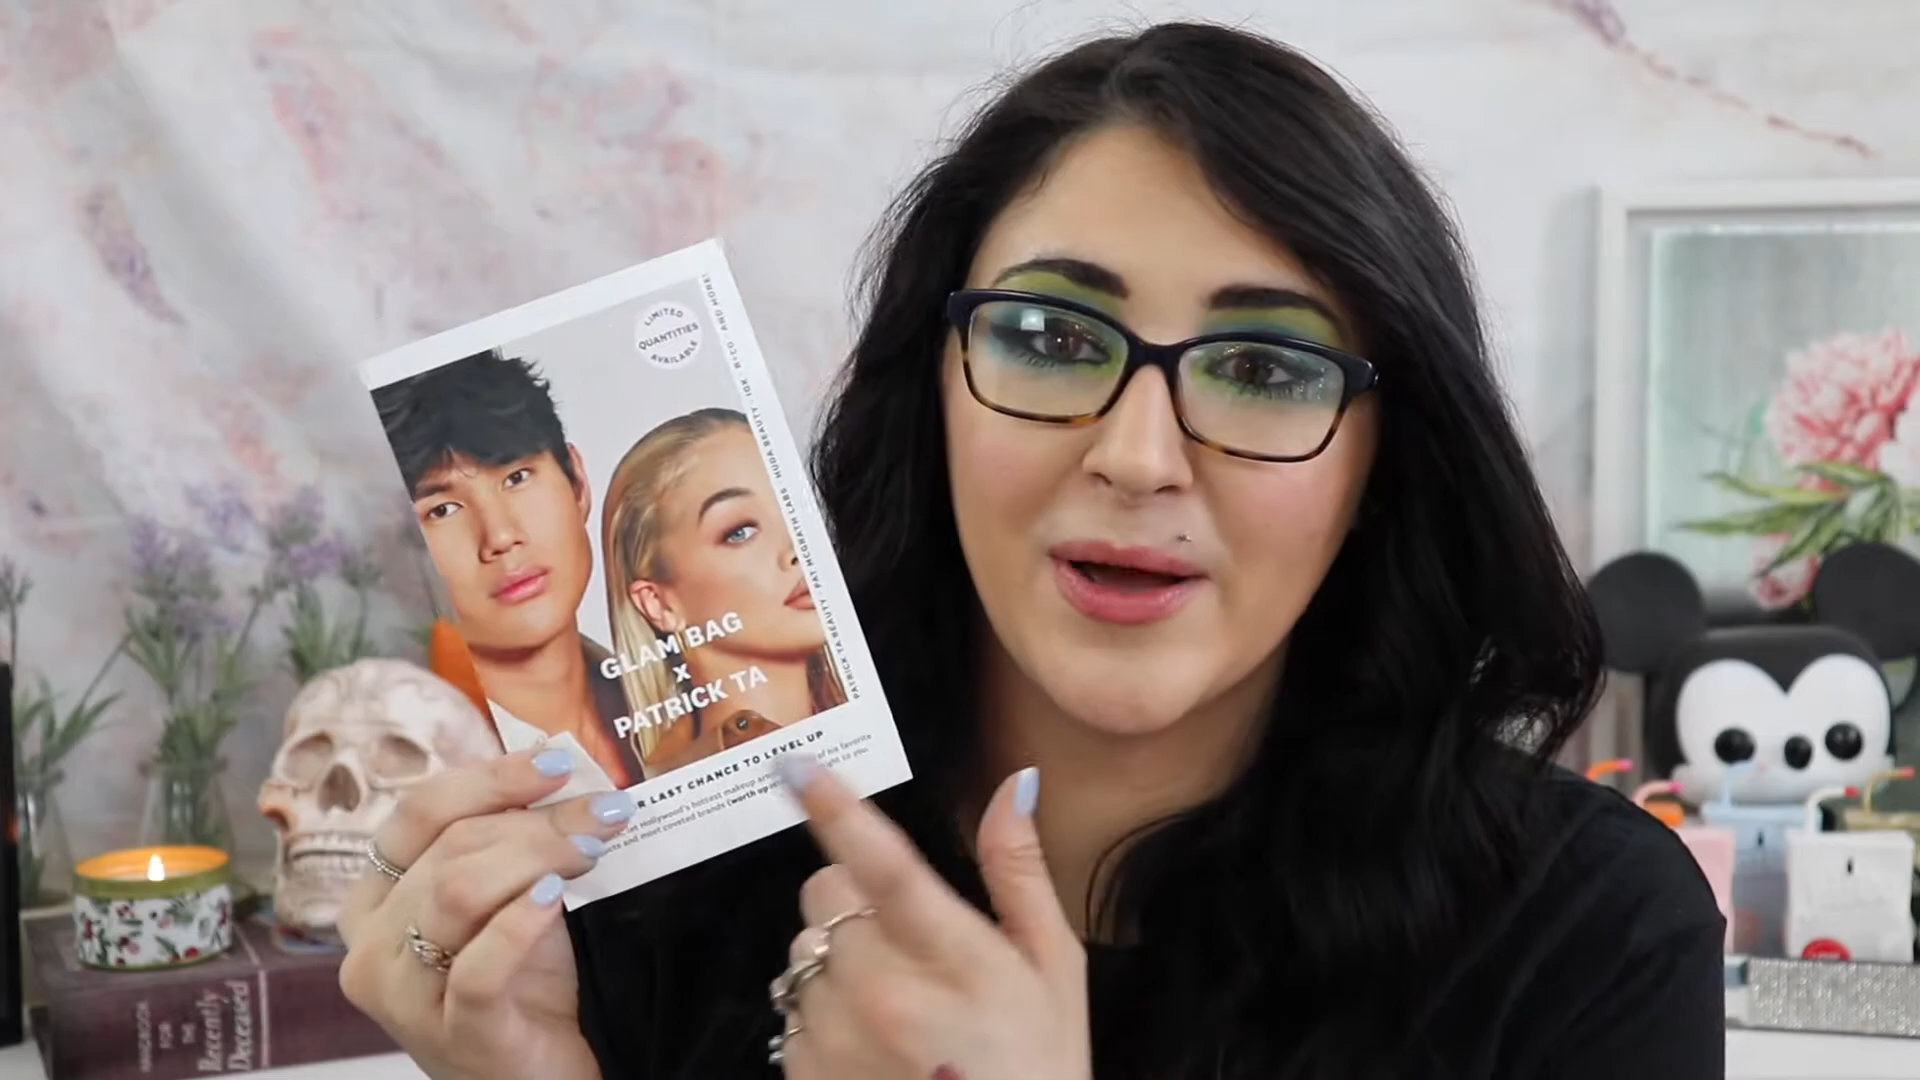 LIMITED
QUANTITIES
AVAILABLE
PATRICK TA BEAUTY · PAT MCGRATH LABS · HUDA BEAUTY · IGK · R+CO · AND MORE!
GLAM BAG
X
PATRICK TA
LAST CHANCE TO LEVEL UP
let Hollywood's hottest makeup of his favorite
and most coveted brands (worth up right to you.
HANDBOOK
FOR
THE
Recently
Deceased